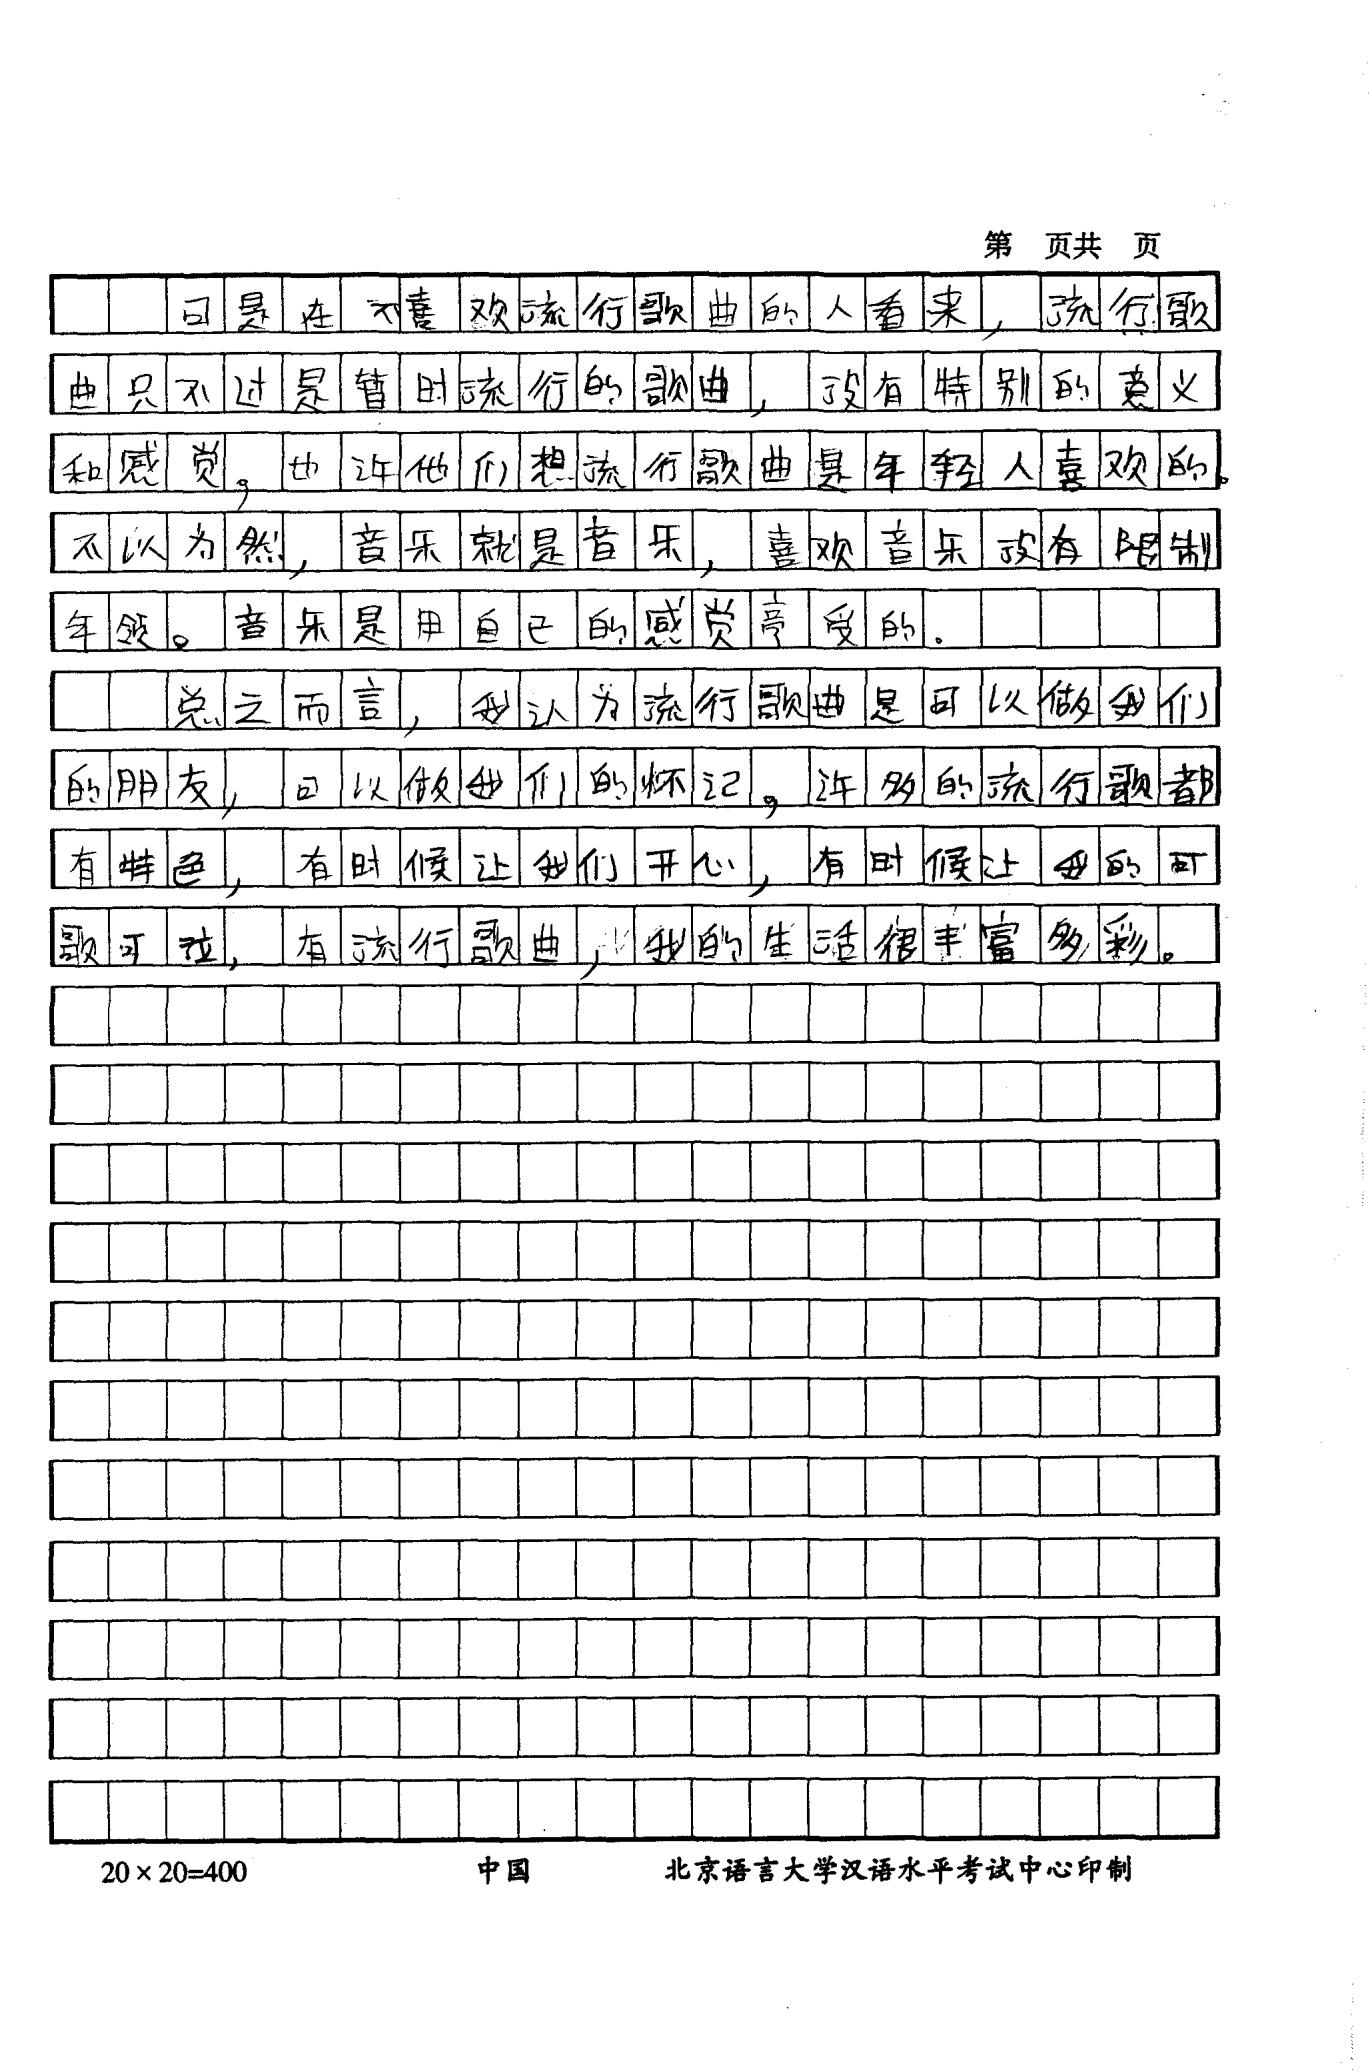 第 页共 页
可是在不喜欢流行歌曲的人看来，流行歌
曲只不过是暂时流行的歌曲，没有特别的意义
和感觉。也许他们想流行歌曲是年轻人喜欢的。
不以为然，音乐就是音乐，喜欢音乐没有限制
年领。音乐是用自己的感觉享受的.
总之而言，我认为流行歌曲是可以做我们
的朋友，可以做我们的怀记。许多的流行歌都
有特色，有时候让我们开心，有时候让我的可
歌可泣，有流行歌曲，我的生活很丰富多彩。
20×20=400 中国 北京语言大学汉语水平考试中心印制